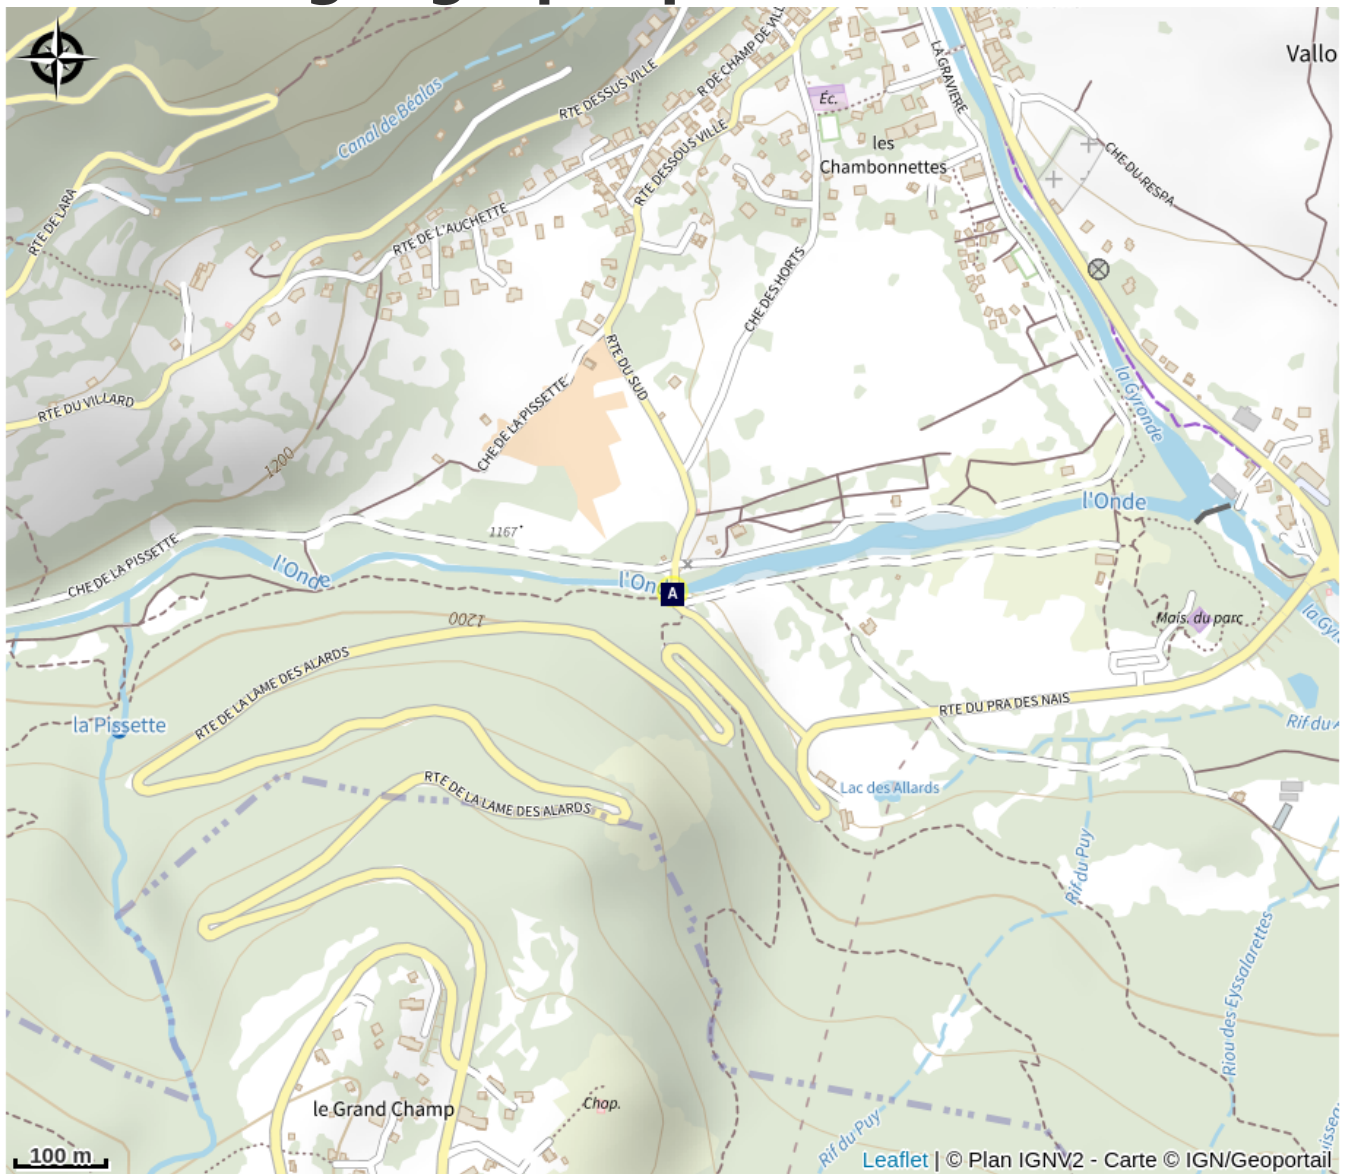 Vallo
Canal de Béalas
RTE DESSUS VILLE
R DE CHAMP DE VILL
LA GRAVIERE
Éc.
les
Chambonnettes
CHE DU RESPA
RTE DE LARA
RTE DE L'AUCHETTE
RTE DESSOUS VILLE
CHE DES HORTS
RTE DU VILLARD
RTE DU SUD
CHE DE LA PISSETTE
la Gyronde
1200
1167
l'Onde
CHE DE LA PISSETTE
l'Onde
l'On
A
1200
Mais. du parc
la Gyr
RTE DE LA LAME DES ALARDS
RTE DU PRA DES NAIS
Rif du A
la Pissette
RTE DE LA LAME DES ALARDS
Lac des Allards
Rif du Puy
Riou des Eyssalarettes
le Grand Champ
Chap.
Rif du Puy
100 m
Leaflet | © Plan IGNV2 - Carte © IGN/Geoportail